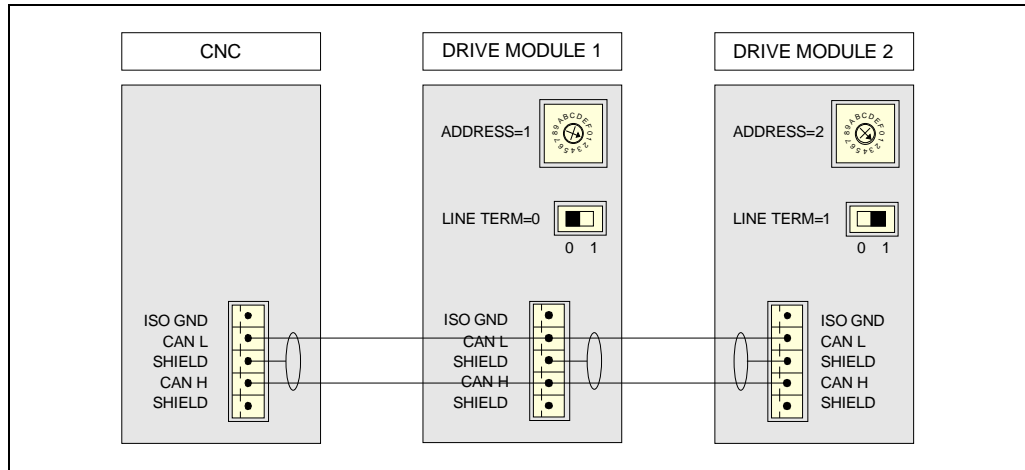 CNC
DRIVE MODULE 1
DRIVE MODULE 2
ADDRESS=1
0123456789ABCDEF
ADDRESS=2
0123456789ABCDEF
LINE TERM=0
0 1
LINE TERM=1
0 1
ISO GND
CAN L
SHIELD
CAN H
SHIELD
ISO GND
CAN L
SHIELD
CAN H
SHIELD
ISO GND
CAN L
SHIELD
CAN H
SHIELD